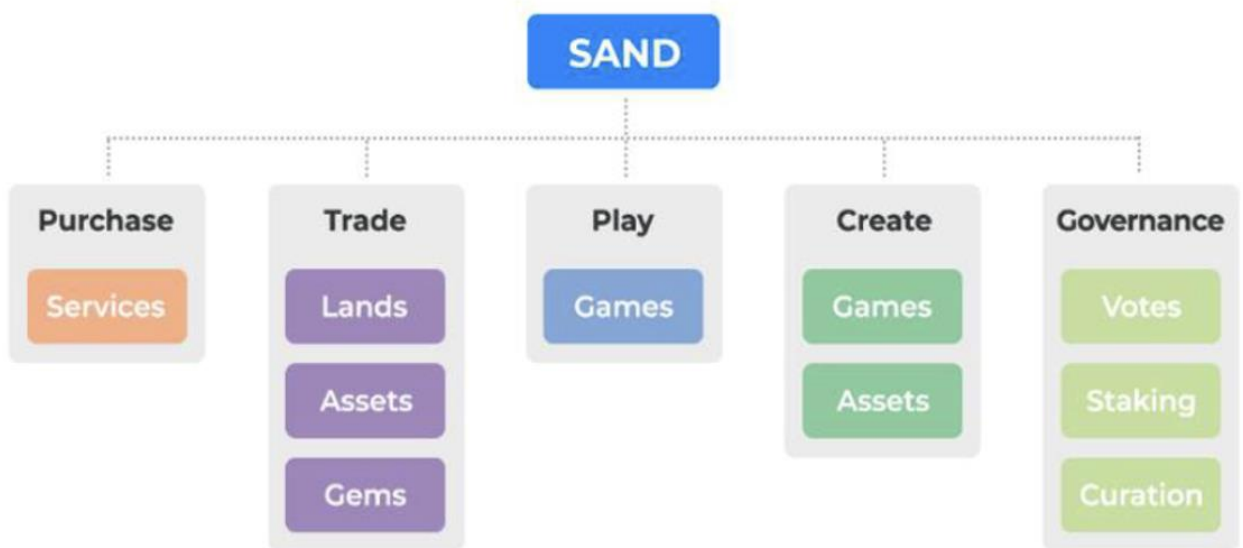 SAND
Purchase
Services
Trade
Lands
Assets
Gems
Play
Games
Create
Games
Assets
Governance
Votes
Staking
Curation